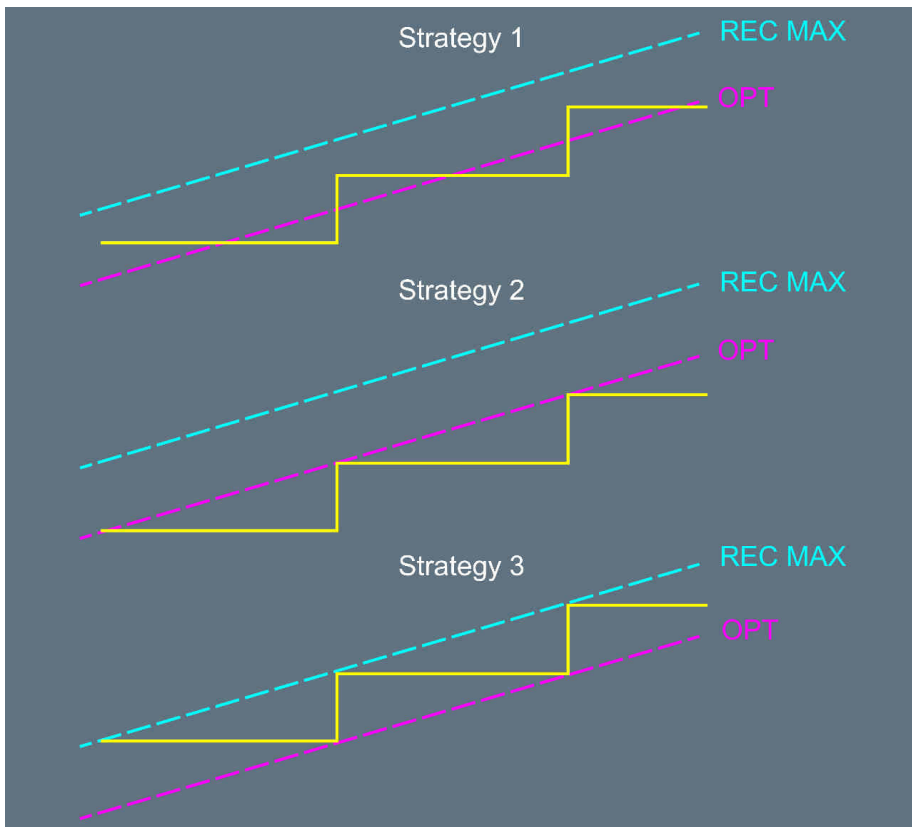 Strategy 1
REC MAX
OPT
Strategy 2
REC MAX
OPT
Strategy 3
REC MAX
OPT